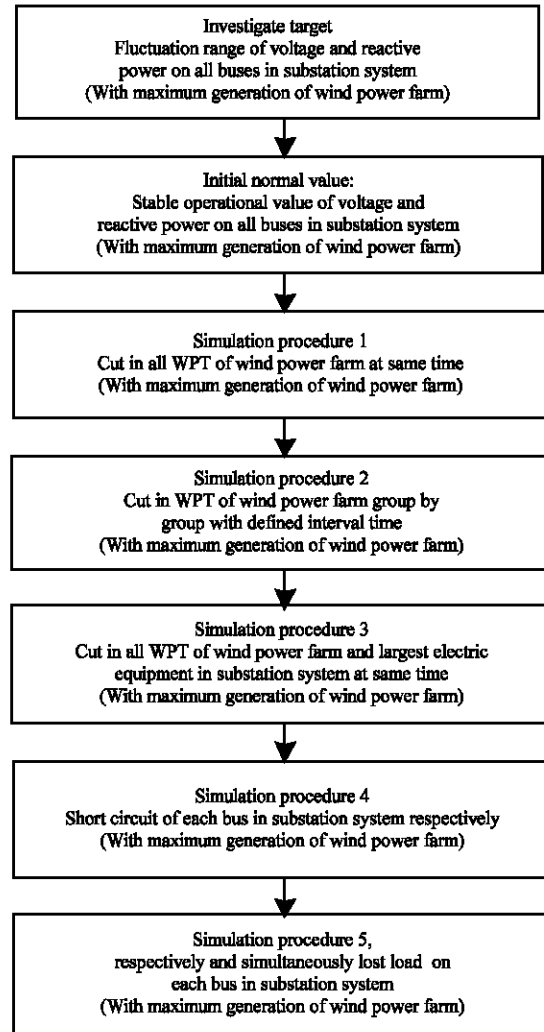 Investigate target
Fluctuation range of voltage and reactive
power on all buses in substation system
(With maximum generation of wind power farm)
Initial normal value:
Stable operational value of voltage and
reactive power on all buses in substation system
(With maximum generation of wind power farm)
Simulation procedure 1
Cut in all WPT of wind power farm at same time
(With maximum generation of wind power farm)
Simulation procedure 2
Cut in WPT of wind power farm group by
group with defined interval time
(With maximum generation of wind power farm)
Simulation procedure 3
Cut in all WPT of wind power farm and largest electric
equipment in substation system at same time
(With maximum generation of wind power farm)
Simulation procedure 4
Short circuit of each bus in substation system respectively
(With maximum generation of wind power farm)
Simulation procedure 5,
respectively and simultaneously lost load on
each bus in substation system
(With maximum generation of wind power farm)